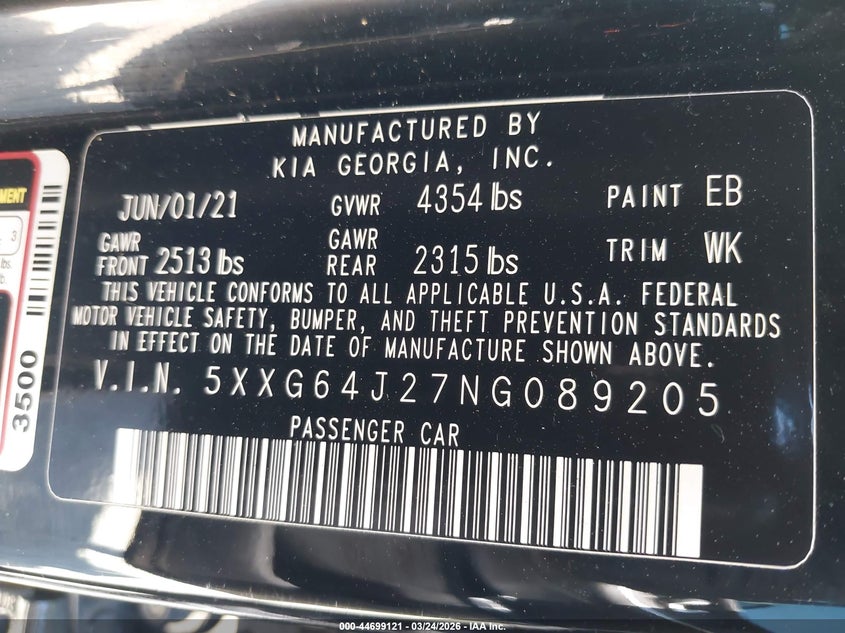 MANUFACTURED BY
KIA GEORGIA, INC.
JUN/01/21 GVWR 4354 lbs PAINT EB
GAWR FRONT 2513 lbs GAWR REAR 2315 lbs TRIM WK
THIS VEHICLE CONFORMS TO ALL APPLICABLE U.S.A. FEDERAL
MOTOR VEHICLE SAFETY, BUMPER, AND THEFT PREVENTION STANDARDS
IN EFFECT ON THE DATE OF MANUFACTURE SHOWN ABOVE.
V.I.N. 5XXG64J27NG089205
PASSENGER CAR
3
lbs
3500
000-44699121 - 03/24/2026 - IAA Inc.